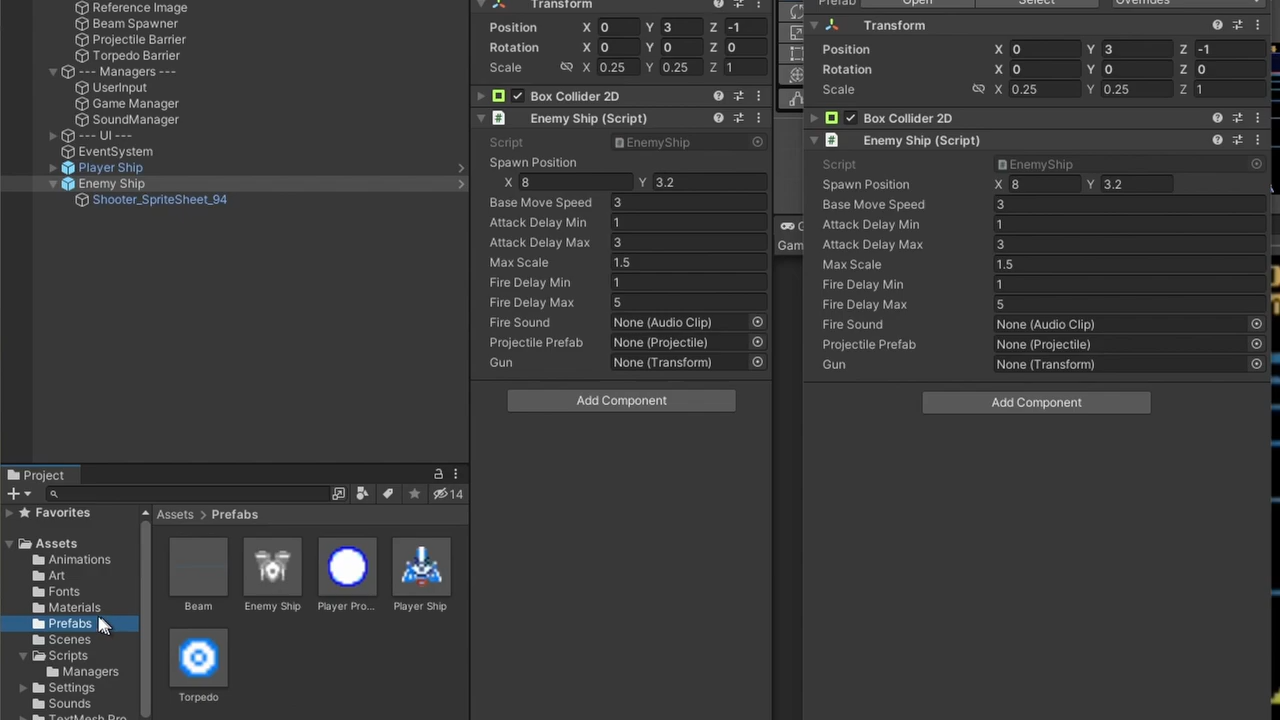 Reference Image
Beam Spawner
Projectile Barrier
Torpedo Barrier
--- Managers ---
UserInput
Game Manager
SoundManager
--- UI ---
EventSystem
Player Ship
Enemy Ship
Shooter_SpriteSheet_94
Transform
Position X 0 Y 3 Z -1
Rotation X 0 Y 0 Z 0
Scale X 0.25 Y 0.25 Z 1
Box Collider 2D
Enemy Ship (Script)
Script EnemyShip
Spawn Position
X 8 Y 3.2
Base Move Speed 3
Attack Delay Min 1
Attack Delay Max 3
Max Scale 1.5
Fire Delay Min 1
Fire Delay Max 5
Fire Sound None (Audio Clip)
Projectile Prefab None (Projectile)
Gun None (Transform)
Add Component
G
Gam
Prefab Open Select Overrides
Transform
Position X 0 Y 3 Z -1
Rotation X 0 Y 0 Z 0
Scale X 0.25 Y 0.25 Z 1
Box Collider 2D
Enemy Ship (Script)
Script EnemyShip
Spawn Position X 8 Y 3.2
Base Move Speed 3
Attack Delay Min 1
Attack Delay Max 3
Max Scale 1.5
Fire Delay Min 1
Fire Delay Max 5
Fire Sound None (Audio Clip)
Projectile Prefab None (Projectile)
Gun None (Transform)
Add Component
Project
14
Favorites
Assets
Animations
Art
Fonts
Materials
Prefabs
Scenes
Scripts
Managers
Settings
Sounds
TextMesh Pro
Assets > Prefabs
Beam
Enemy Ship
Player Pro...
Player Ship
Torpedo